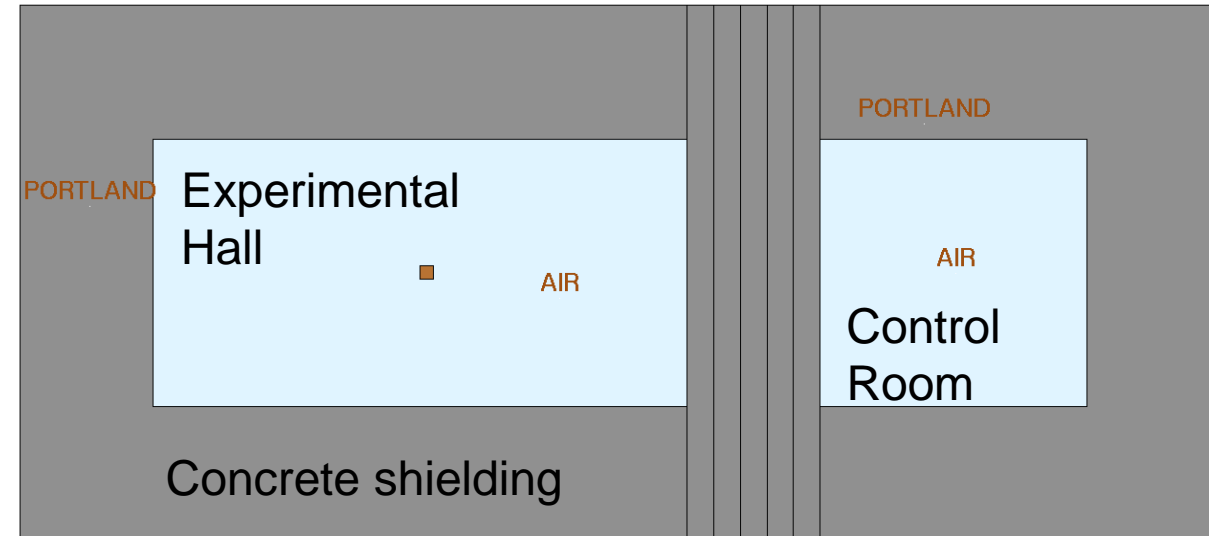 PORTLAND
PORTLAND
Experimental
Hall
AIR
AIR
Control
Room
Concrete shielding